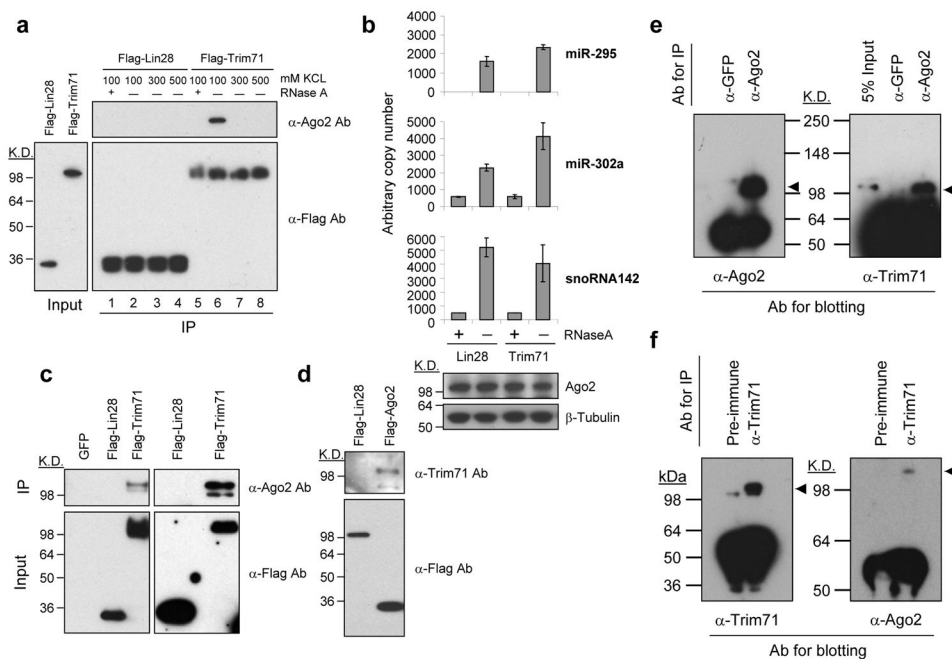 a
Flag-Lin28 Flag-Trim71
100 100 300 500 100 100 300 500 mM KCL
+ – – – + – – – RNase A
Flag-Lin28
Flag-Trim71
α-Ago2 Ab
K.D.
98
64
50
36
α-Flag Ab
Input
1 2 3 4 5 6 7 8
IP
b
Arbitrary copy number
4000
3000
2000
1000
0
miR-295
6000
5000
4000
3000
2000
1000
0
miR-302a
6000
5000
4000
3000
2000
1000
0
snoRNA142
+ – + – RNaseA
Lin28 Trim71
K.D.
98
Ago2
64
50
β-Tubulin
c
GFP
Flag-Lin28
Flag-Trim71
Flag-Lin28
Flag-Trim71
K.D.
IP
98
α-Ago2 Ab
Input
98
64
50
36
α-Flag Ab
d
Flag-Lin28
Flag-Ago2
K.D.
98
α-Trim71 Ab
98
64
50
36
α-Flag Ab
e
Ab for IP
α-GFP
α-Ago2
5% Input
α-GFP
α-Ago2
K.D.
250
148
98
64
50
α-Ago2 α-Trim71
Ab for blotting
f
Ab for IP
Pre-immune
α-Trim71
Pre-immune
α-Trim71
kDa
98
64
50
36
K.D.
98
64
50
α-Trim71 α-Ago2
Ab for blotting